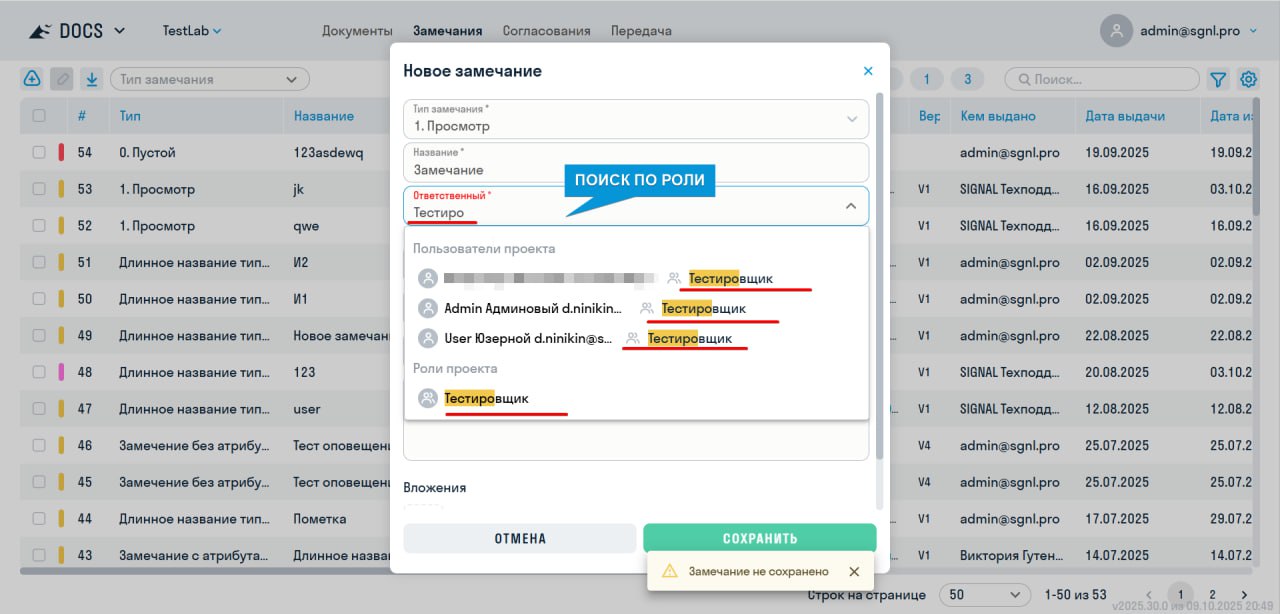 DOCS
TestLab
Документы
Замечания
Согласования
Передача
admin@sgnl.pro
Тип замечания
1
3
Поиск...
# Тип Название Вер Кем выдано Дата выдачи Дата из
54 0. Пустой 123asdewq admin@sgnl.pro 19.09.2025 19.09.2
53 1. Просмотр jk V1 SIGNAL Техподд... 16.09.2025 03.10.2
52 1. Просмотр qwe V1 SIGNAL Техподд... 16.09.2025 16.09.2
51 Длинное название тип... И2 V1 admin@sgnl.pro 02.09.2025 02.09.2
50 Длинное название тип... И1 V1 admin@sgnl.pro 02.09.2025 02.09.2
49 Длинное название тип... Новое замечан V1 admin@sgnl.pro 22.08.2025 22.08.2
48 Длинное название тип... 123 V1 SIGNAL Техподд... 20.08.2025 03.10.2
47 Длинное название тип... user V1 SIGNAL Техподд... 12.08.2025 12.08.2
46 Замечение без атрибу... Тест оповещен V4 admin@sgnl.pro 25.07.2025 25.07.2
45 Замечение без атрибу... Тест оповещен V4 admin@sgnl.pro 25.07.2025 25.07.2
44 Длинное название тип... Пометка V1 admin@sgnl.pro 17.07.2025 29.07.2
43 Замечание с атрибута... Длинное назва V1 Виктория Гутен... 14.07.2025 14.07.2
Новое замечание
Тип замечания *
1. Просмотр
Название *
Замечание
ПОИСК ПО РОЛИ
Ответственный *
Тестиро
Пользователи проекта
Тестировщик
Admin Админовый d.ninikin... Тестировщик
User Юзерной d.ninikin@s... Тестировщик
Роли проекта
Тестировщик
Вложения
ОТМЕНА
СОХРАНИТЬ
Замечание не сохранено
Строк на странице 50 1-50 из 53 1 2
v2025.30.0 из 09.10.2025 20:49